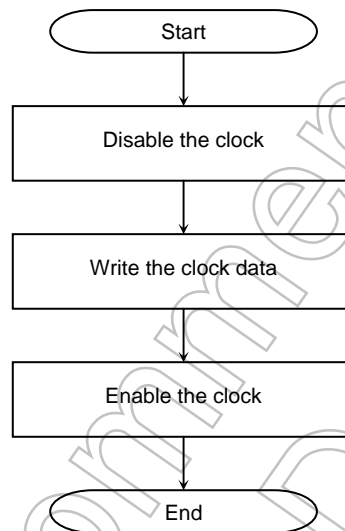 Start
Disable the clock
Write the clock data
Enable the clock
End